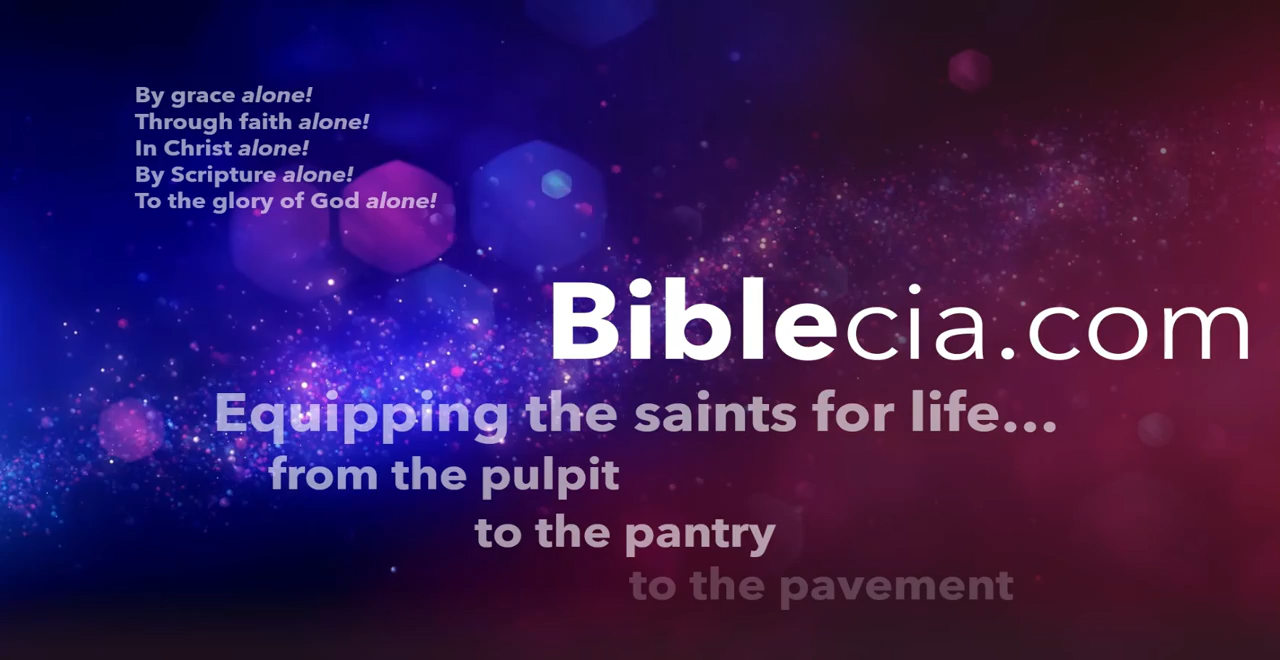 By grace alone!
Through faith alone!
In Christ alone!
By Scripture alone!
To the glory of God alone!
Biblecia.com
Equipping the saints for life...
from the pulpit
to the pantry
to the pavement